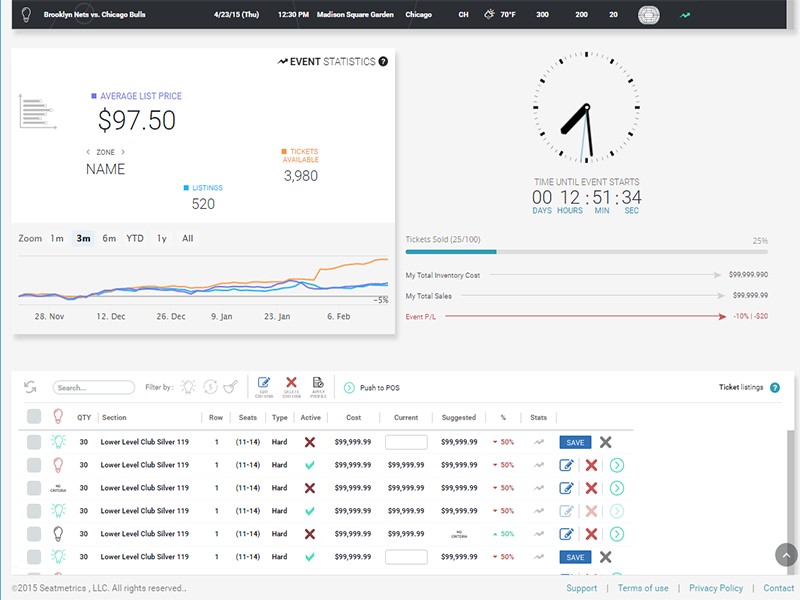 Brooklyn Nets vs. Chicago Bulls 4/23/15 (Thu) 12:30 PM Madison Square Garden Chicago CH 70°F 300 200 20
EVENT STATISTICS ?
AVERAGE LIST PRICE
$97.50
< ZONE >
NAME
TICKETS
AVAILABLE
3,980
LISTINGS
520
Zoom 1m 3m 6m YTD 1y All
-5%
28. Nov 12. Dec 26. Dec 9. Jan 23. Jan 6. Feb
TIME UNTIL EVENT STARTS
00 12 : 51 : 34
DAYS HOURS MIN SEC
Tickets Sold (25/100) 25%
My Total Inventory Cost $99,999.990
My Total Sales $99,999.99
Event P/L -10% | -$20
Search... Filter by : EDIT CRITERIA DELETE CRITERIA APPLY PROFILE Push to POS Ticket listings ?
QTY Section Row Seats Type Active Cost Current Suggested % Stats
30 Lower Level Club Silver 119 1 (11-14) Hard $99,999.99 $99,999.99 50% SAVE
30 Lower Level Club Silver 119 1 (11-14) Hard $99,999.99 $99,999.99 $99,999.99 50%
NO CRITERIA 30 Lower Level Club Silver 119 1 (11-14) Hard $99,999.99 $99,999.99 $99,999.99 50%
30 Lower Level Club Silver 119 1 (11-14) Hard $99,999.99 $99,999.99 $99,999.99 50%
30 Lower Level Club Silver 119 1 (11-14) Hard $99,999.99 $99,999.99 NO CRITERIA 50%
30 Lower Level Club Silver 119 1 (11-14) Hard $99,999.99 $99,999.99 50% SAVE
©2015 Seatmetrics , LLC. All rights reserved.. Support | Terms of use | Privacy Policy | Contact